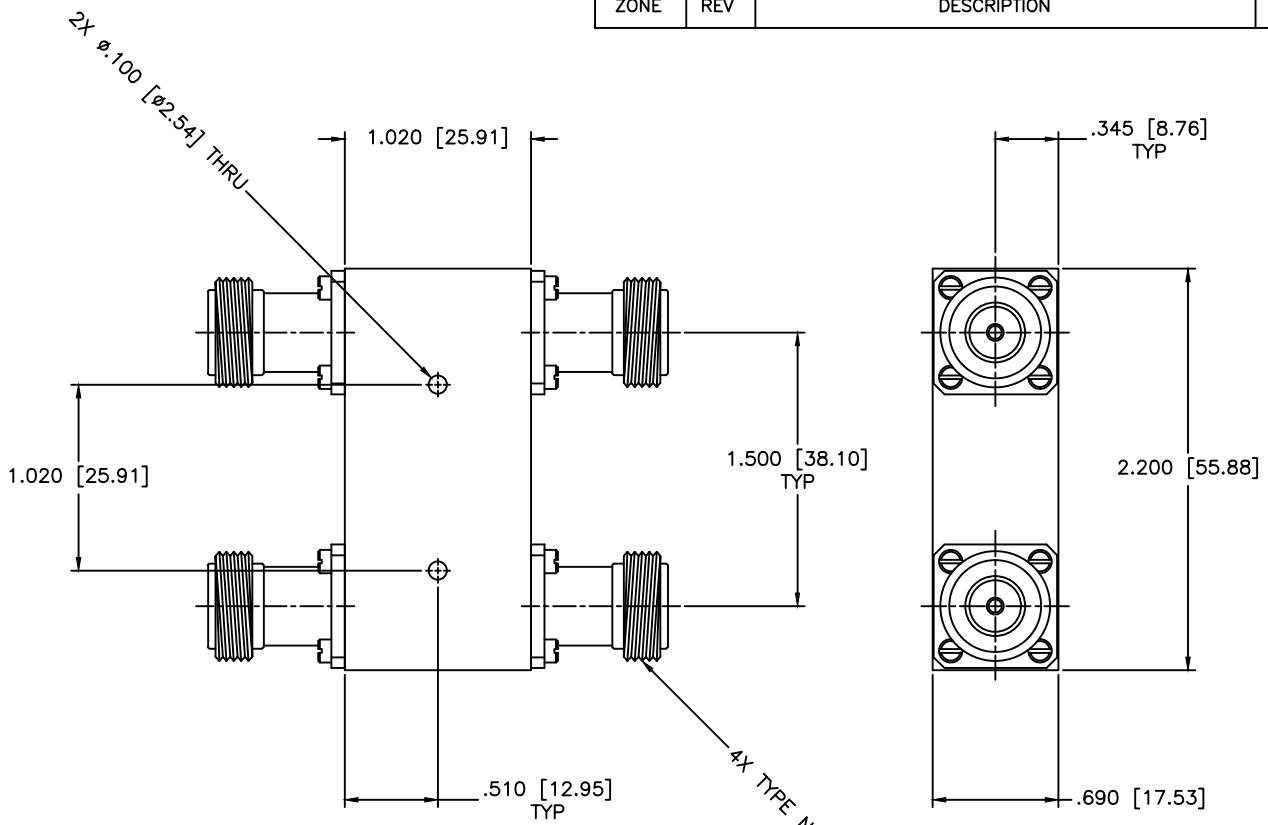 ZONE REV DESCRIPTION
2X ø.100 [ø2.54] THRU
1.020 [25.91]
.345 [8.76]
TYP
1.020 [25.91]
1.500 [38.10]
TYP
2.200 [55.88]
.510 [12.95]
TYP
4X TYPE N
.690 [17.53]